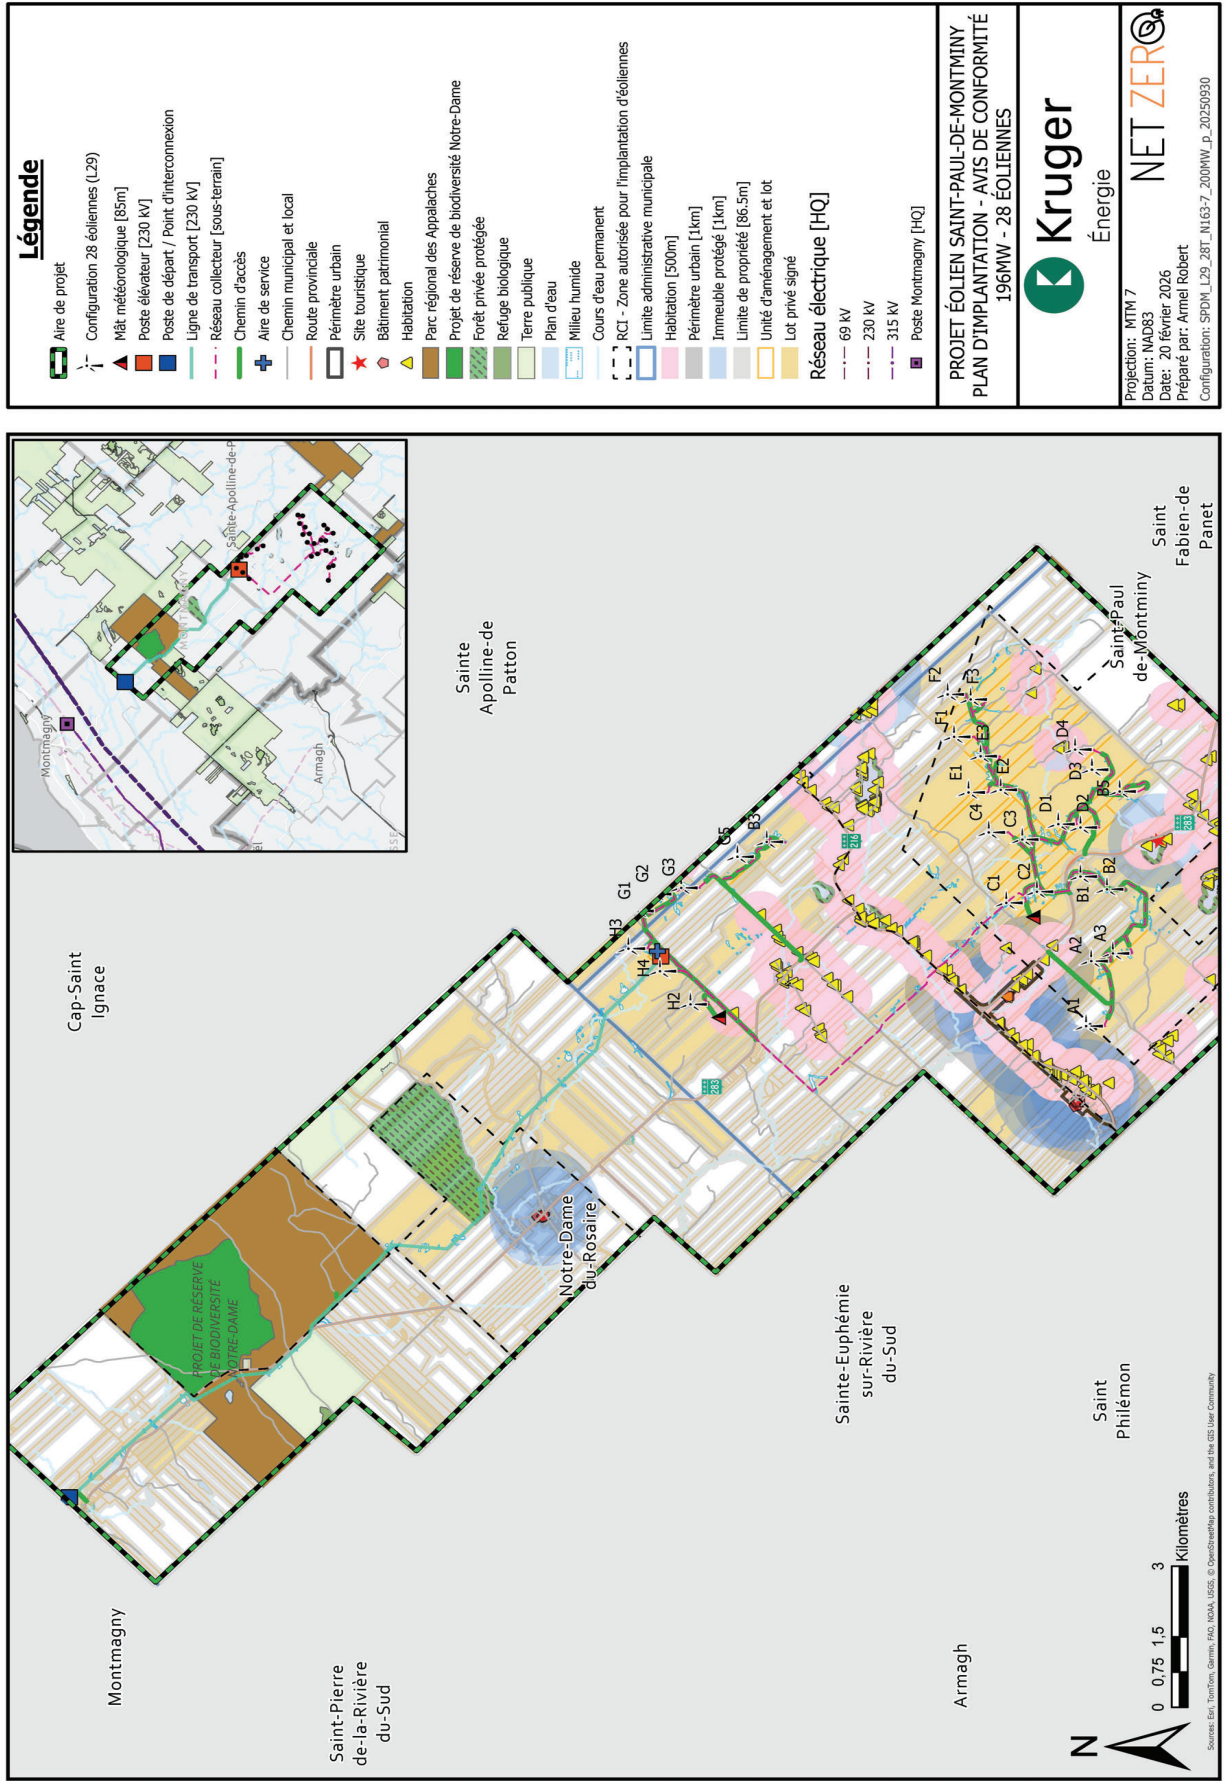 Légende
Aire de projet
Configuration 28 éoliennes (L29)
Mât météorologique [85m]
Poste élévateur [230 kV]
Poste de départ / Point d'interconnexion
Ligne de transport [230 kV]
Réseau collecteur [sous-terrain]
Chemin d'accès
Aire de service
Chemin municipal et local
Route provinciale
Périmètre urbain
Site touristique
Bâtiment patrimonial
Habitation
Parc régional des Appalaches
Projet de réserve de biodiversité Notre-Dame
Forêt privée protégée
Refuge biologique
Terre publique
Plan d'eau
Milieu humide
Cours d'eau permanent
RCI - Zone autorisée pour l'implantation d'éoliennes
Limite administrative municipale
Habitation [500m]
Périmètre urbain [1km]
Immeuble protégé [1km]
Limite de propriété [86.5m]
Unité d'aménagement et lot
Lot privé signé
Réseau électrique [HQ]
69 kV
230 kV
315 kV
Poste Montmagny [HQ]
PROJET ÉOLIEN SAINT-PAUL-DE-MONTMINY
PLAN D'IMPLANTATION - AVIS DE CONFORMITÉ
196MW - 28 ÉOLIENNES
Kruger
Énergie
Projection: MTM 7
Datum: NAD83
Date: 20 février 2026
Préparé par: Armel Robert
Configuration: SPDM_L29_28T_N163-7_200MW_p_20250930
NET ZERO
Montmagny
MONTMAGNY
Sainte-Apolline-de-P
Armagh
Montmagny
Cap-Saint
Ignace
Sainte
Apolline-de
Patton
Saint
Fabien-de
Panet
Saint-Paul
de-Montminy
PROJET DE RÉSERVE
DE BIODIVERSITÉ
NOTRE-DAME
Notre-Dame
du-Rosaire
Saint-Pierre
de-la-Rivière
du-Sud
Sainte-Euphémie
sur-Rivière
du-Sud
Saint
Philémon
Armagh
H3
G1
G2
G3
G5
B3
H4
H2
283
216
F2
F1
F3
E3
E1
E2
C4
C3
D1
D4
D3
D2
B5
C1
C2
B1
B2
A2
A3
A1
283
N
0 0,75 1,5 3
Kilomètres
Sources: Esri, TomTom, Garmin, FAO, NOAA, USGS, © OpenStreetMap contributors, and the GIS User Community